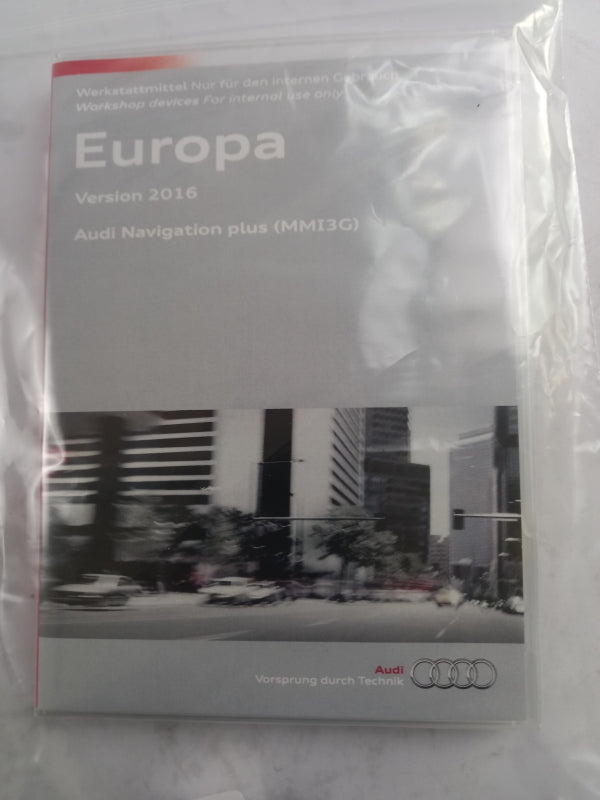 Werkstattmittel Nur für den internen Gebrauch
Workshop devices For internal use only
Europa
Version 2016
Audi Navigation plus (MMI3G)
Audi
Vorsprung durch Technik